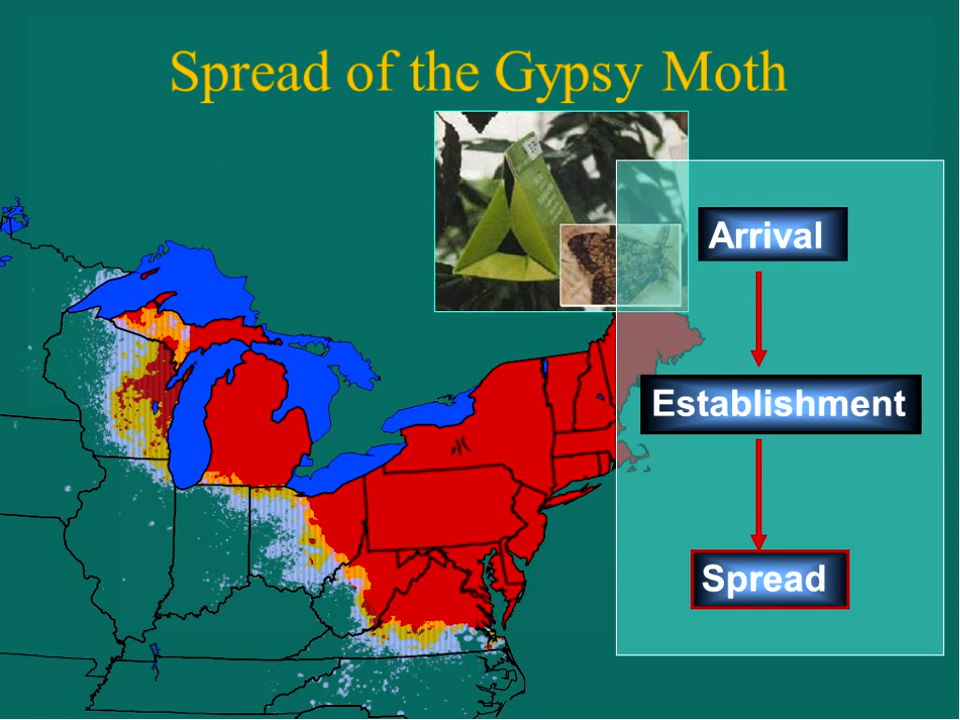 Spread of the Gypsy Moth
Arrival
Establishment
Spread